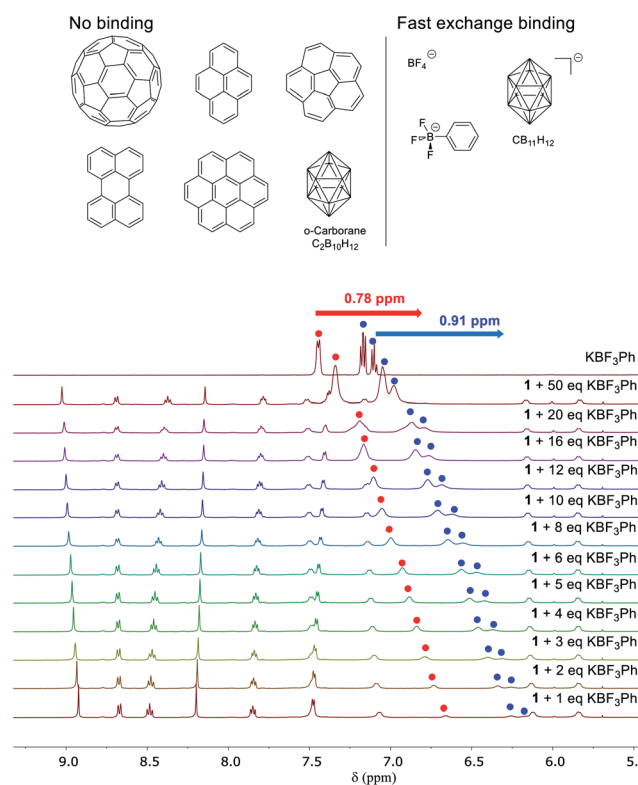 No binding
Fast exchange binding
BF4⊖
⊖
CB11H12
F
F
B
⊖
F
o-Carborane
C2B10H12
0.78 ppm
0.91 ppm
KBF3Ph
1 + 50 eq KBF3Ph
1 + 20 eq KBF3Ph
1 + 16 eq KBF3Ph
1 + 12 eq KBF3Ph
1 + 10 eq KBF3Ph
1 + 8 eq KBF3Ph
1 + 6 eq KBF3Ph
1 + 5 eq KBF3Ph
1 + 4 eq KBF3Ph
1 + 3 eq KBF3Ph
1 + 2 eq KBF3Ph
1 + 1 eq KBF3Ph
9.0 8.5 8.0 7.5 7.0 6.5 6.0 5.
δ (ppm)